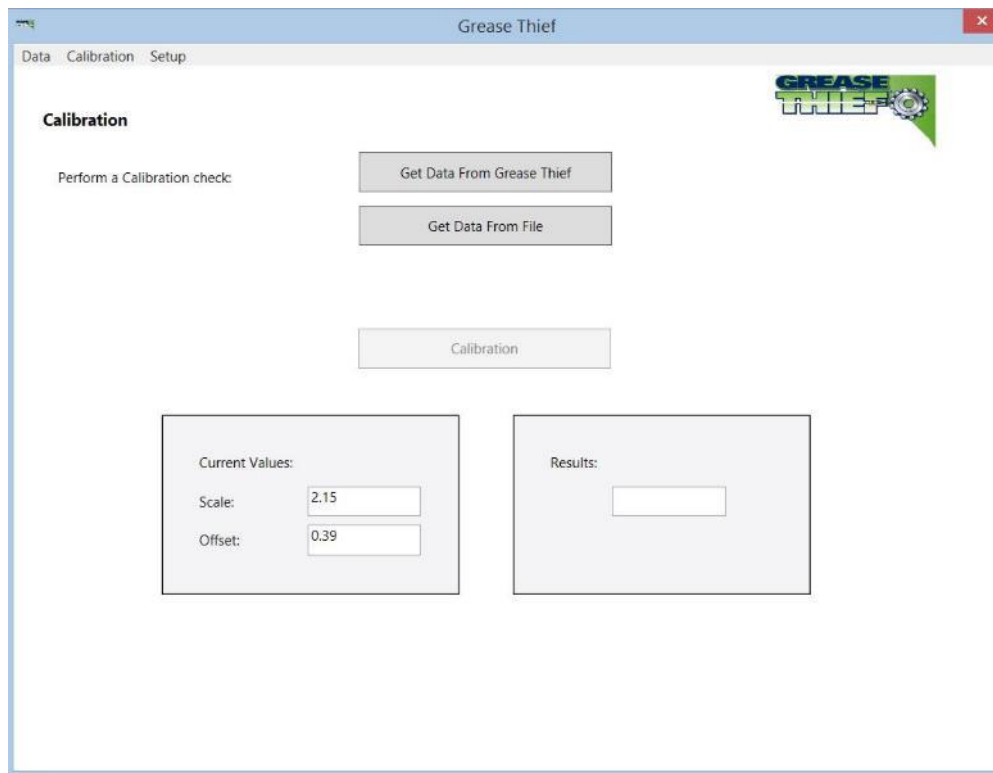 Grease Thief
Data Calibration Setup
GREASE
THIEF
Calibration
Perform a Calibration check:
Get Data From Grease Thief
Get Data From File
Calibration
Current Values:
Scale: 2.15
Offset: 0.39
Results: